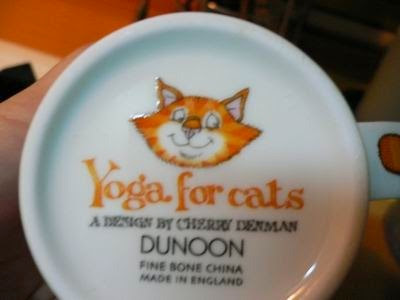 Yoga for cats
A DESIGN BY CHERRY DENMAN
DUNOON
FINE BONE CHINA
MADE IN ENGLAND